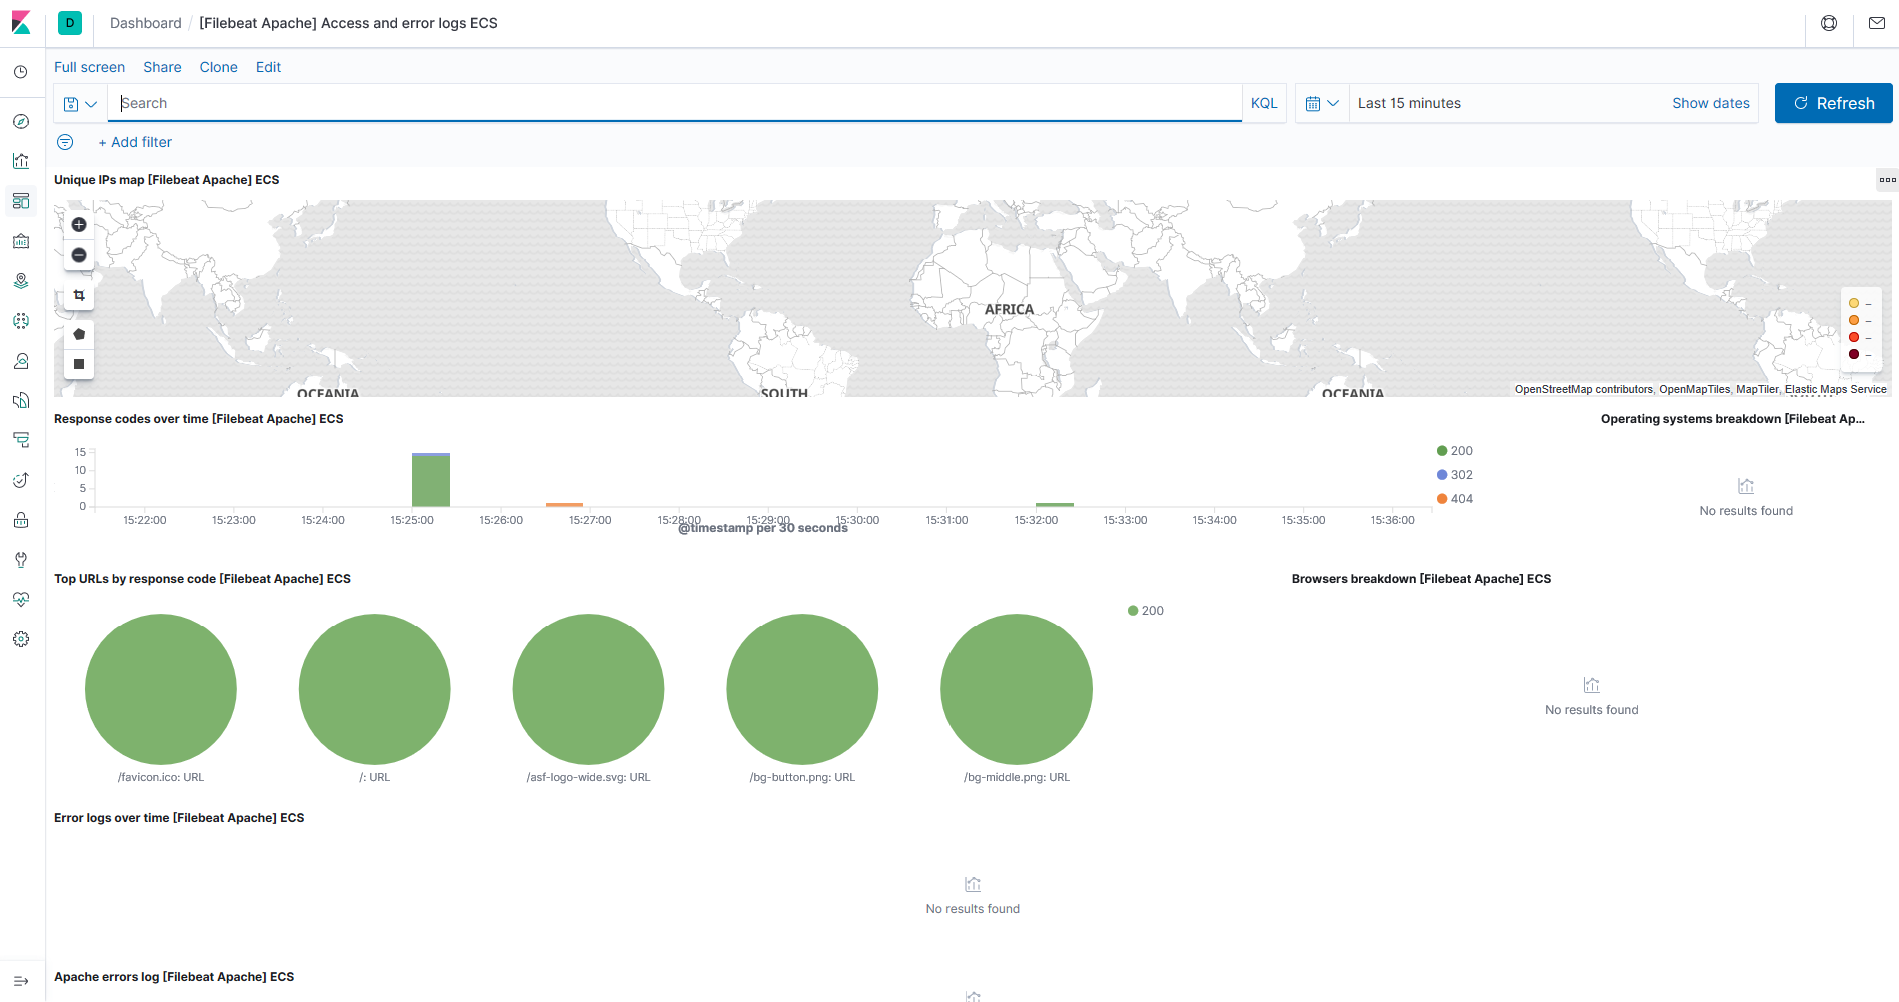 D
Dashboard / [Filebeat Apache] Access and error logs ECS
Full screen Share Clone Edit
Search KQL Last 15 minutes Show dates Refresh
+ Add filter
Unique IPs map [Filebeat Apache] ECS
AFRICA
OCEANIA SOUTH OCEANIA
–
–
–
–
OpenStreetMap contributors, OpenMapTiles, MapTiler, Elastic Maps Service
Response codes over time [Filebeat Apache] ECS
15
10
5
0
15:22:00 15:23:00 15:24:00 15:25:00 15:26:00 15:27:00 15:28:00 15:29:00 15:30:00 15:31:00 15:32:00 15:33:00 15:34:00 15:35:00 15:36:00
@timestamp per 30 seconds
200
302
404
Operating systems breakdown [Filebeat Ap...
No results found
Top URLs by response code [Filebeat Apache] ECS
200
/favicon.ico: URL /: URL /asf-logo-wide.svg: URL /bg-button.png: URL /bg-middle.png: URL
Browsers breakdown [Filebeat Apache] ECS
No results found
Error logs over time [Filebeat Apache] ECS
No results found
Apache errors log [Filebeat Apache] ECS